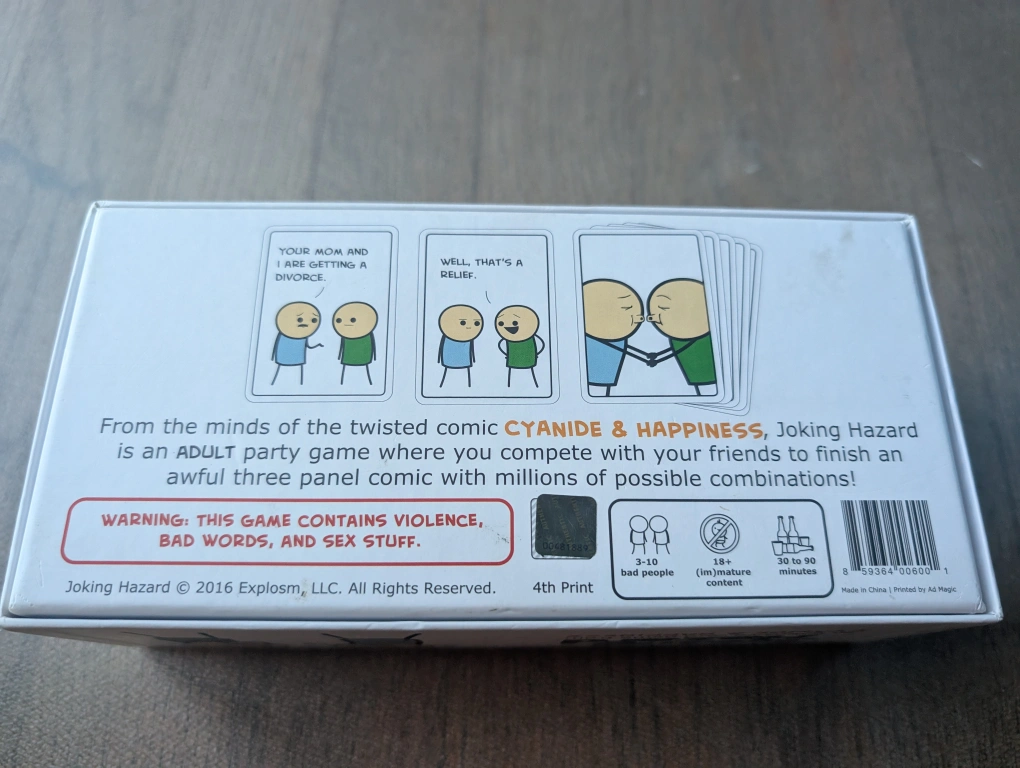 YOUR MOM AND
I ARE GETTING A
DIVORCE.
WELL, THAT'S A
RELIEF.
From the minds of the twisted comic CYANIDE & HAPPINESS, Joking Hazard
is an ADULT party game where you compete with your friends to finish an
awful three panel comic with millions of possible combinations!
WARNING: THIS GAME CONTAINS VIOLENCE,
BAD WORDS, AND SEX STUFF.
Joking Hazard © 2016 Explosm, LLC. All Rights Reserved.
4th Print
3-10
bad people
18+
(im)mature
content
30 to 90
minutes
8 59364 00600 1
Made in China | Printed by Ad Magic